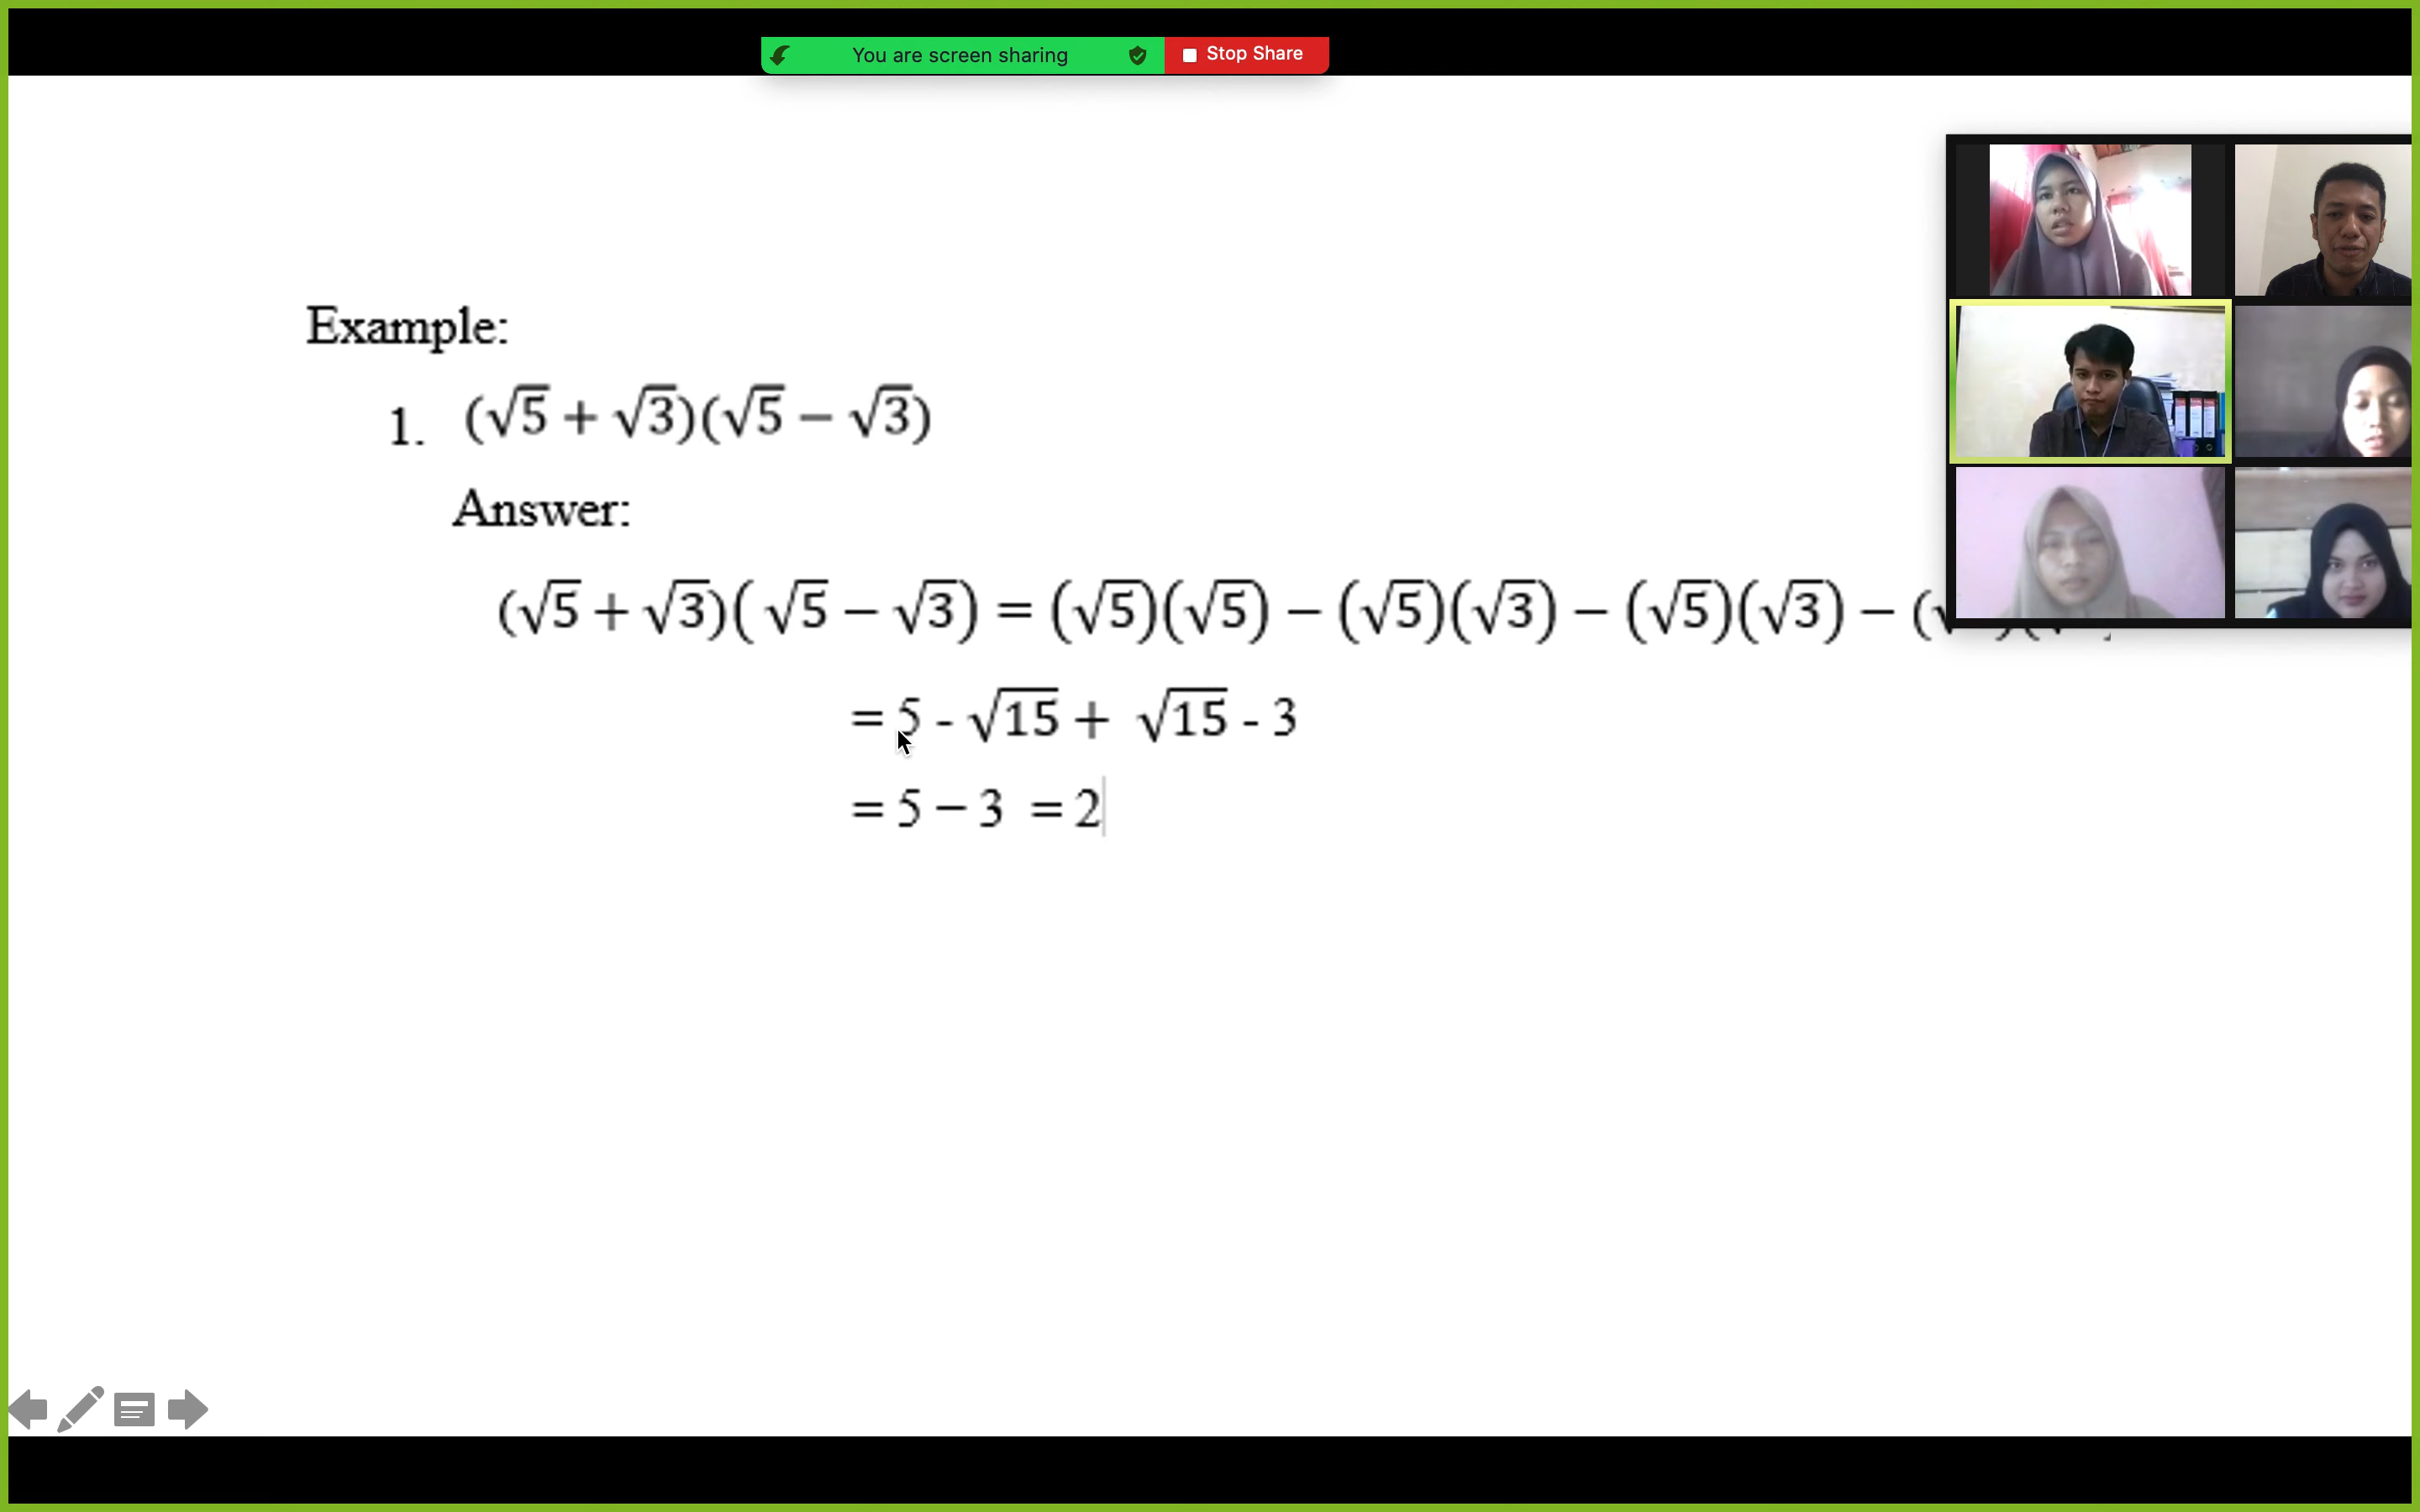 You are screen sharing
Stop Share
Example:
1. (√5 + √3)(√5 − √3)
Answer:
(√5 + √3)( √5 − √3) = (√5)(√5) − (√5)(√3) − (√5)(√3) − (
= 5 - √15 + √15 - 3
= 5 − 3 = 2